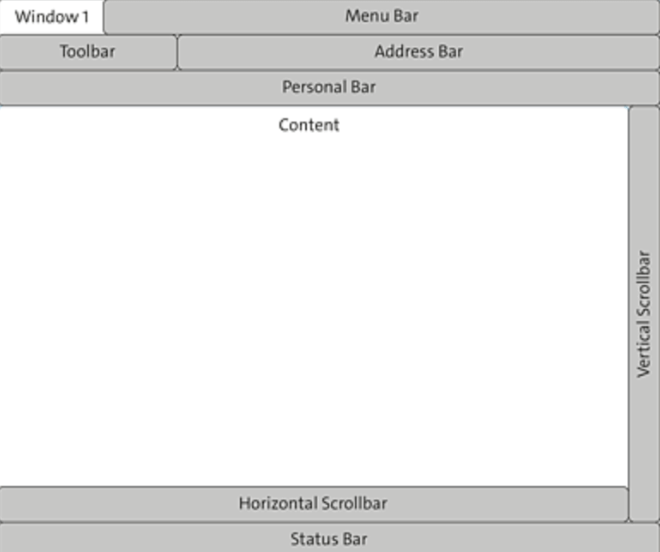 Window 1
Menu Bar
Toolbar
Address Bar
Personal Bar
Content
Vertical Scrollbar
Horizontal Scrollbar
Status Bar